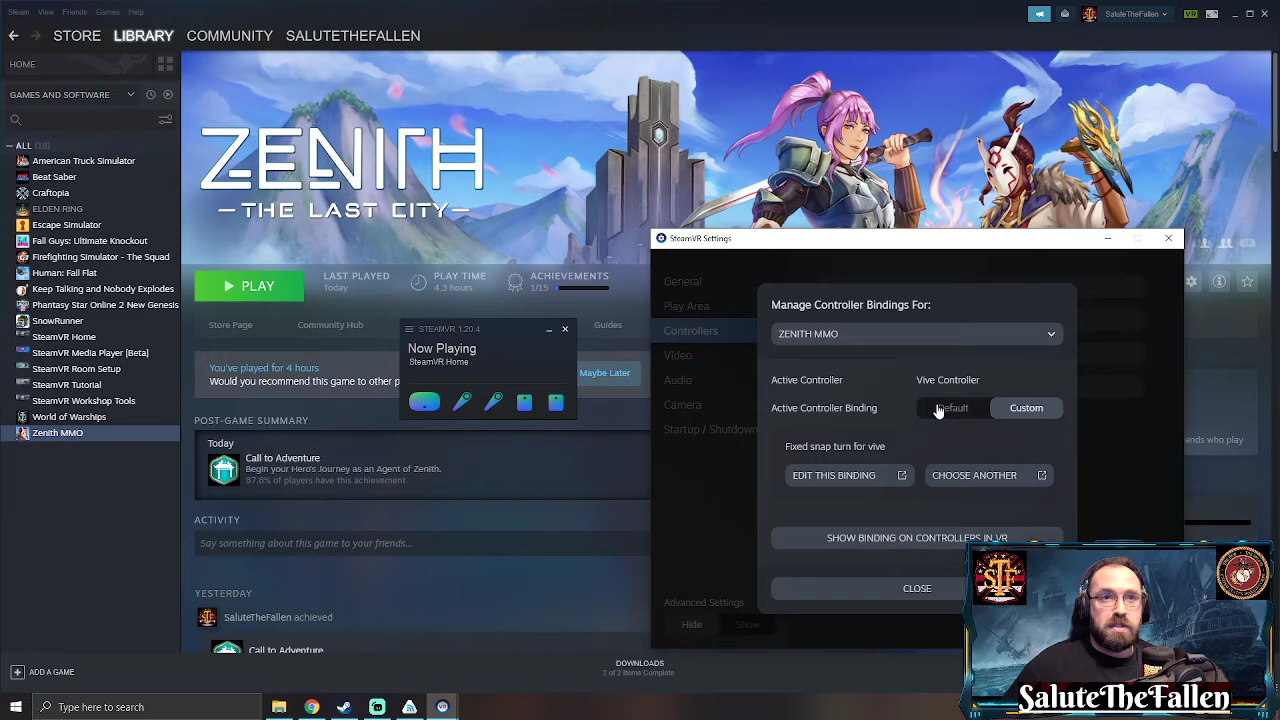 Steam View Friends Games Help
SaluteTheFallen
VR
STORE LIBRARY COMMUNITY SALUTETHEFALLEN
HOME
GAMES AND SOFTWARE
ALL (16)
American Truck Simulator
Beat Saber
Craftopia
ELDEN RING
Escape Simulator
Fall Guys: Ultimate Knockout
Firefighting Simulator - The Squad
Human: Fall Flat
Keep Talking and Nobody Explodes
Phantasy Star Online 2 New Genesis
SnowRunner
SteamVR Home
SteamVR Media Player [Beta]
SteamVR Room Setup
SteamVR Tutorial
SteamVR Workshop Tools
World of Warships
Zenith MMO
ADD A GAME
ZENITH
THE LAST CITY
PLAY
LAST PLAYED
Today
PLAY TIME
4.3 hours
ACHIEVEMENTS
1/15
Store Page
Community Hub
Guides
You've played for 4 hours
Would you recommend this game to other p
Maybe Later
STEAMVR 1.20.4
Now Playing
SteamVR Home
POST-GAME SUMMARY
Today
Call to Adventure
Begin your Hero's Journey as an Agent of Zenith.
87.8% of players have this achievement
ACTIVITY
Say something about this game to your friends...
YESTERDAY
SaluteTheFallen achieved
Call to Adventure
ends who play
SteamVR Settings
General
Play Area
Controllers
Video
Audio
Camera
Startup / Shutdown
Advanced Settings
Hide
Show
Manage Controller Bindings For:
ZENITH MMO
Active Controller
Vive Controller
Active Controller Binding
Default
Custom
Fixed snap turn for vive
EDIT THIS BINDING
CHOOSE ANOTHER
SHOW BINDING ON CONTROLLERS IN VR
CLOSE
DOWNLOADS
2 of 2 Items Complete
Type here to search
STF
SaluteTheFallen